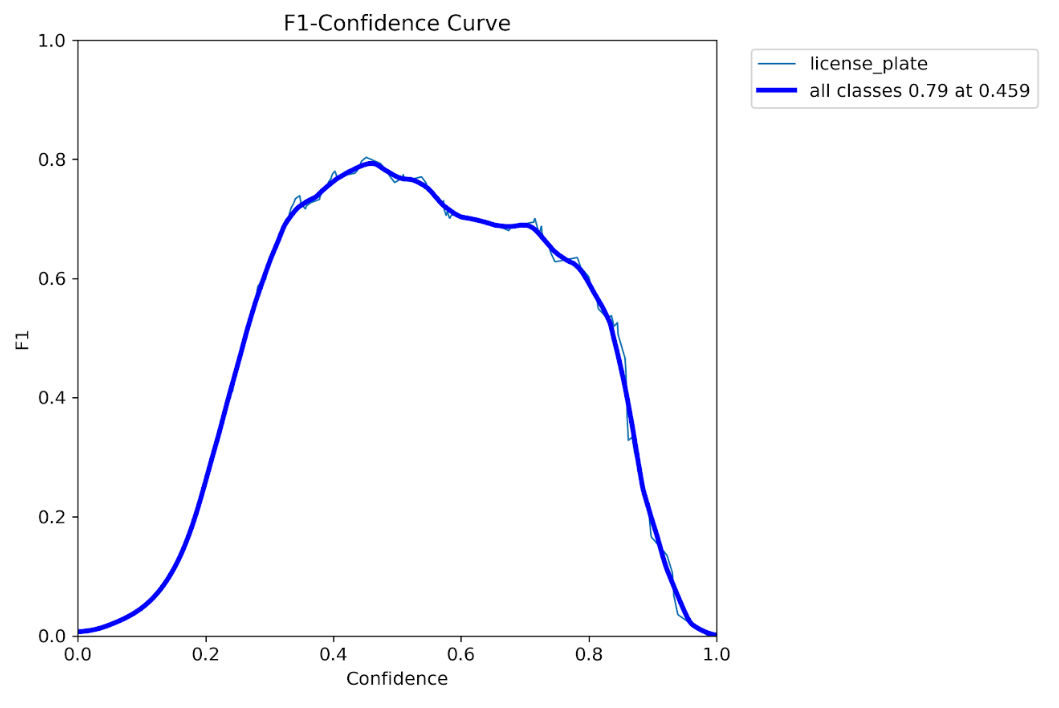 F1-Confidence Curve
1.0
0.8
0.6
0.4
0.2
0.0
F1
0.0 0.2 0.4 0.6 0.8 1.0
Confidence
license_plate
all classes 0.79 at 0.459